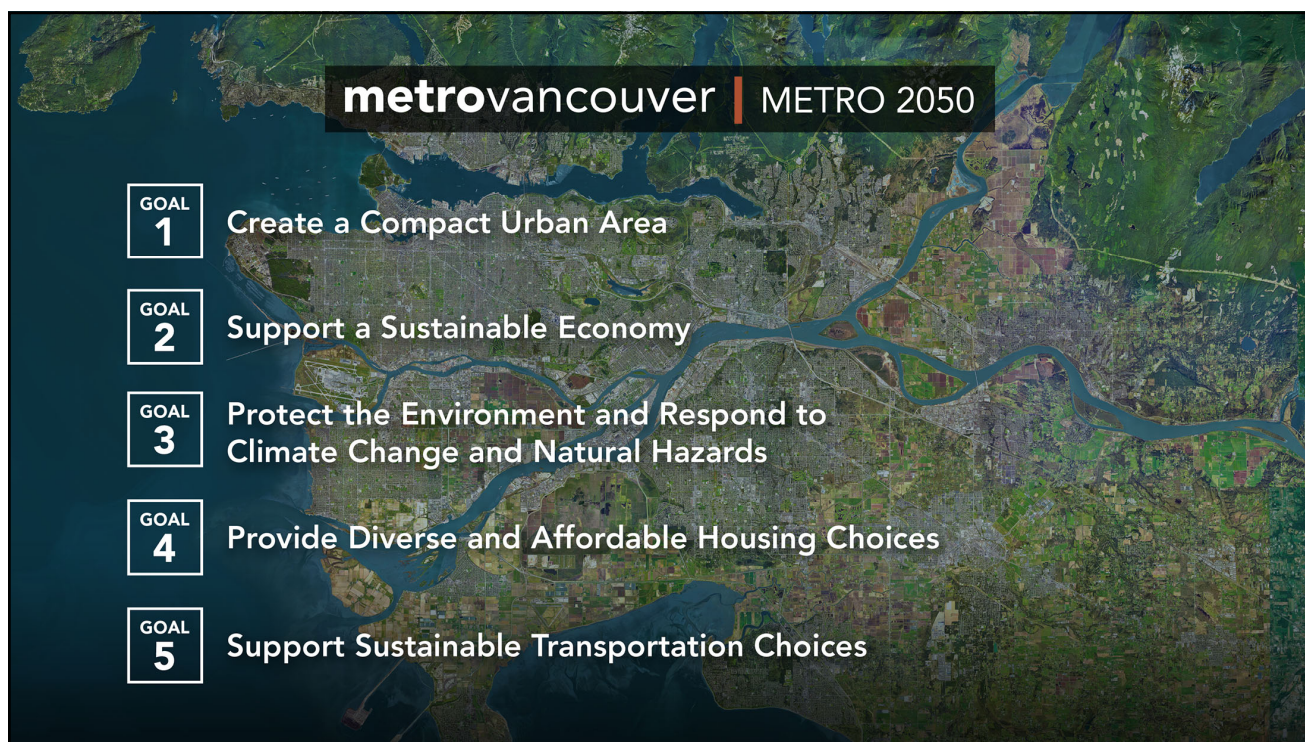 metrovancouver | METRO 2050
GOAL
1
Create a Compact Urban Area
GOAL
2
Support a Sustainable Economy
GOAL
3
Protect the Environment and Respond to
Climate Change and Natural Hazards
GOAL
4
Provide Diverse and Affordable Housing Choices
GOAL
5
Support Sustainable Transportation Choices